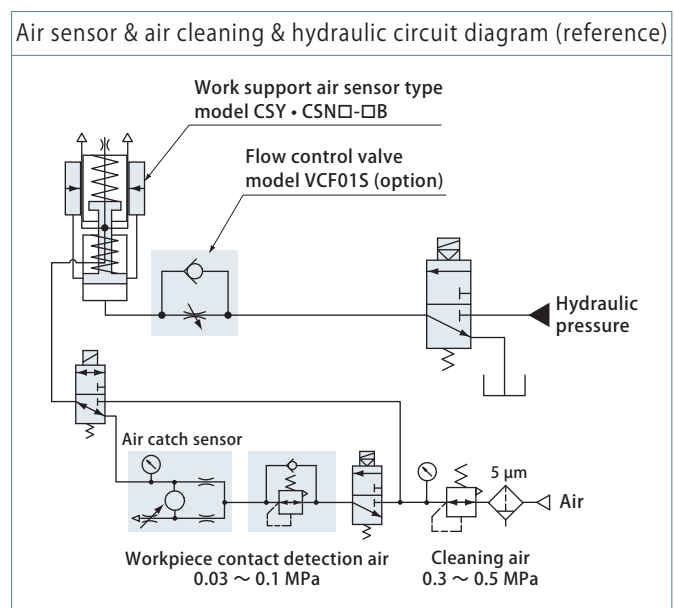 Air sensor & air cleaning & hydraulic circuit diagram (reference)
Work support air sensor type
model CSY • CSN□-□B
Flow control valve
model VCF01S (option)
Hydraulic
pressure
Air catch sensor
5 µm
Air
Workpiece contact detection air
0.03 ～ 0.1 MPa
Cleaning air
0.3 ～ 0.5 MPa